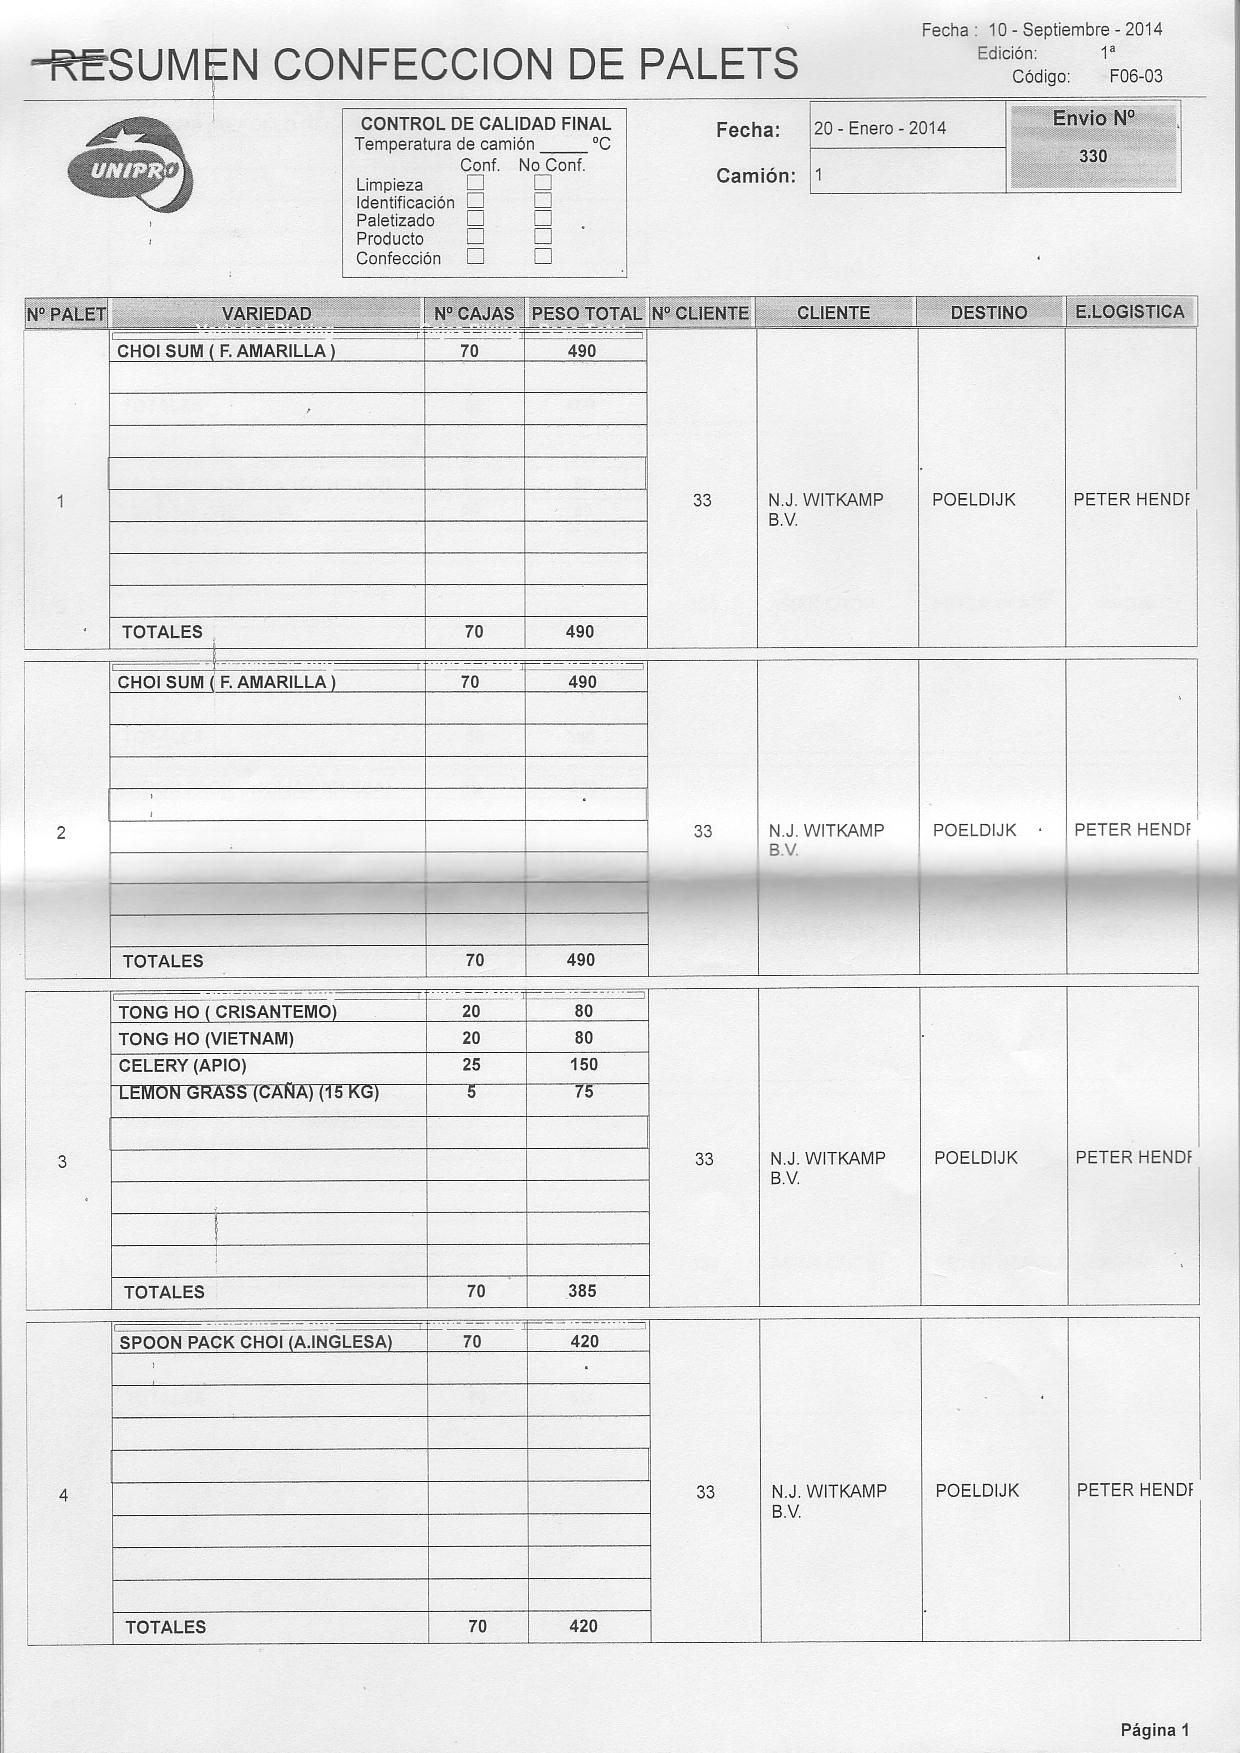 RESUMEN CONFECCION DE PALETS
Fecha : 10 - Septiembre - 2014
Edición: 1ª
Código: F06-03
UNIPRO
CONTROL DE CALIDAD FINAL
Temperatura de camión _____ ºC
Conf. No Conf.
Limpieza
Identificación
Paletizado
Producto
Confección
Fecha: 20 - Enero - 2014
Camión: 1
Envio Nº
330
Nº PALET VARIEDAD Nº CAJAS PESO TOTAL Nº CLIENTE CLIENTE DESTINO E.LOGISTICA
CHOI SUM ( F. AMARILLA ) 70 490
1 33 N.J. WITKAMP POELDIJK PETER HENDR
B.V.
TOTALES 70 490
CHOI SUM ( F. AMARILLA ) 70 490
2 33 N.J. WITKAMP POELDIJK PETER HENDR
B.V.
TOTALES 70 490
TONG HO ( CRISANTEMO) 20 80
TONG HO (VIETNAM) 20 80
CELERY (APIO) 25 150
LEMON GRASS (CAÑA) (15 KG) 5 75
3 33 N.J. WITKAMP POELDIJK PETER HENDR
B.V.
TOTALES 70 385
SPOON PACK CHOI (A.INGLESA) 70 420
4 33 N.J. WITKAMP POELDIJK PETER HENDR
B.V.
TOTALES 70 420
Página 1